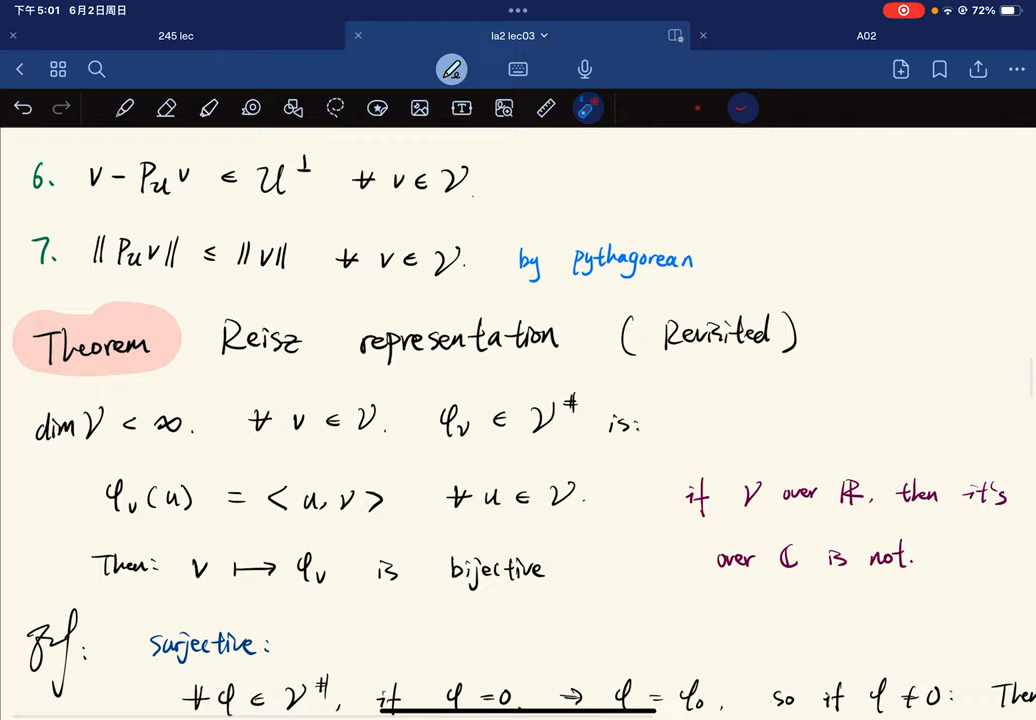 下午5:01 6月2日周日
72%
245 lec
la2 lec03
A02
6. v - P_U v ∈ U^⊥ ∀ v ∈ V.
7. ||P_U v|| ≤ ||v|| ∀ v ∈ V. by pythagorean
Theorem Reisz representation (Revisited)
dim V < ∞. ∀ v ∈ V. φ_v ∈ V^# is:
φ_v(u) = <u, v> ∀ u ∈ V. if V over ℝ, then it's
over ℂ is not.
Then: v ⟼ φ_v is bijective
surjective:
∀ φ ∈ V^#, if φ = 0. → φ = φ_0, so if φ ≠ 0: Then